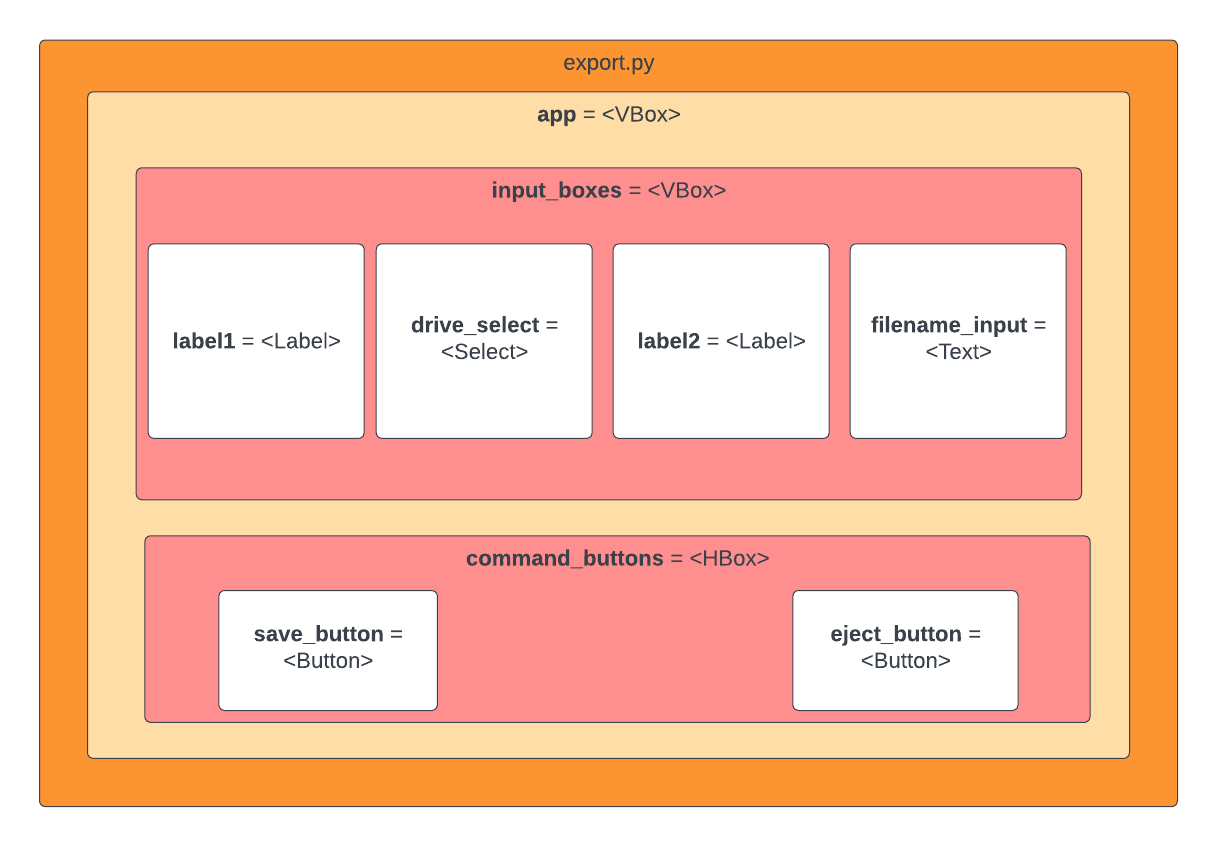 export.py
app = <VBox>
input_boxes = <VBox>
label1 = <Label>
drive_select =
<Select>
label2 = <Label>
filename_input =
<Text>
command_buttons = <HBox>
save_button =
<Button>
eject_button =
<Button>